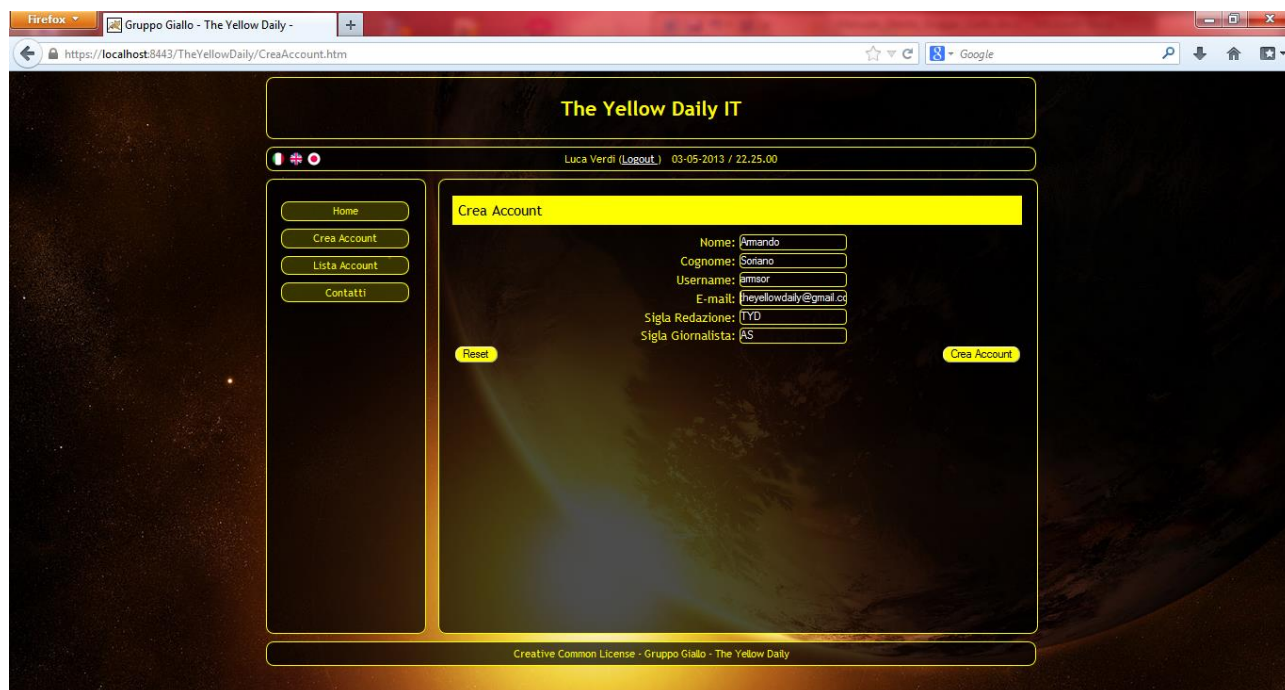 Firefox
Gruppo Giallo - The Yellow Daily -
https://localhost:8443/TheYellowDaily/CreaAccount.htm
Google
The Yellow Daily IT
Luca Verdi (Logout ) 03-05-2013 / 22.25.00
Home
Crea Account
Lista Account
Contatti
Crea Account
Nome: Armando
Cognome: Soriano
Username: armsor
E-mail: theyellowdaily@gmail.co
Sigla Redazione: TYD
Sigla Giornalista: AS
Reset
Crea Account
Creative Common License - Gruppo Giallo - The Yellow Daily